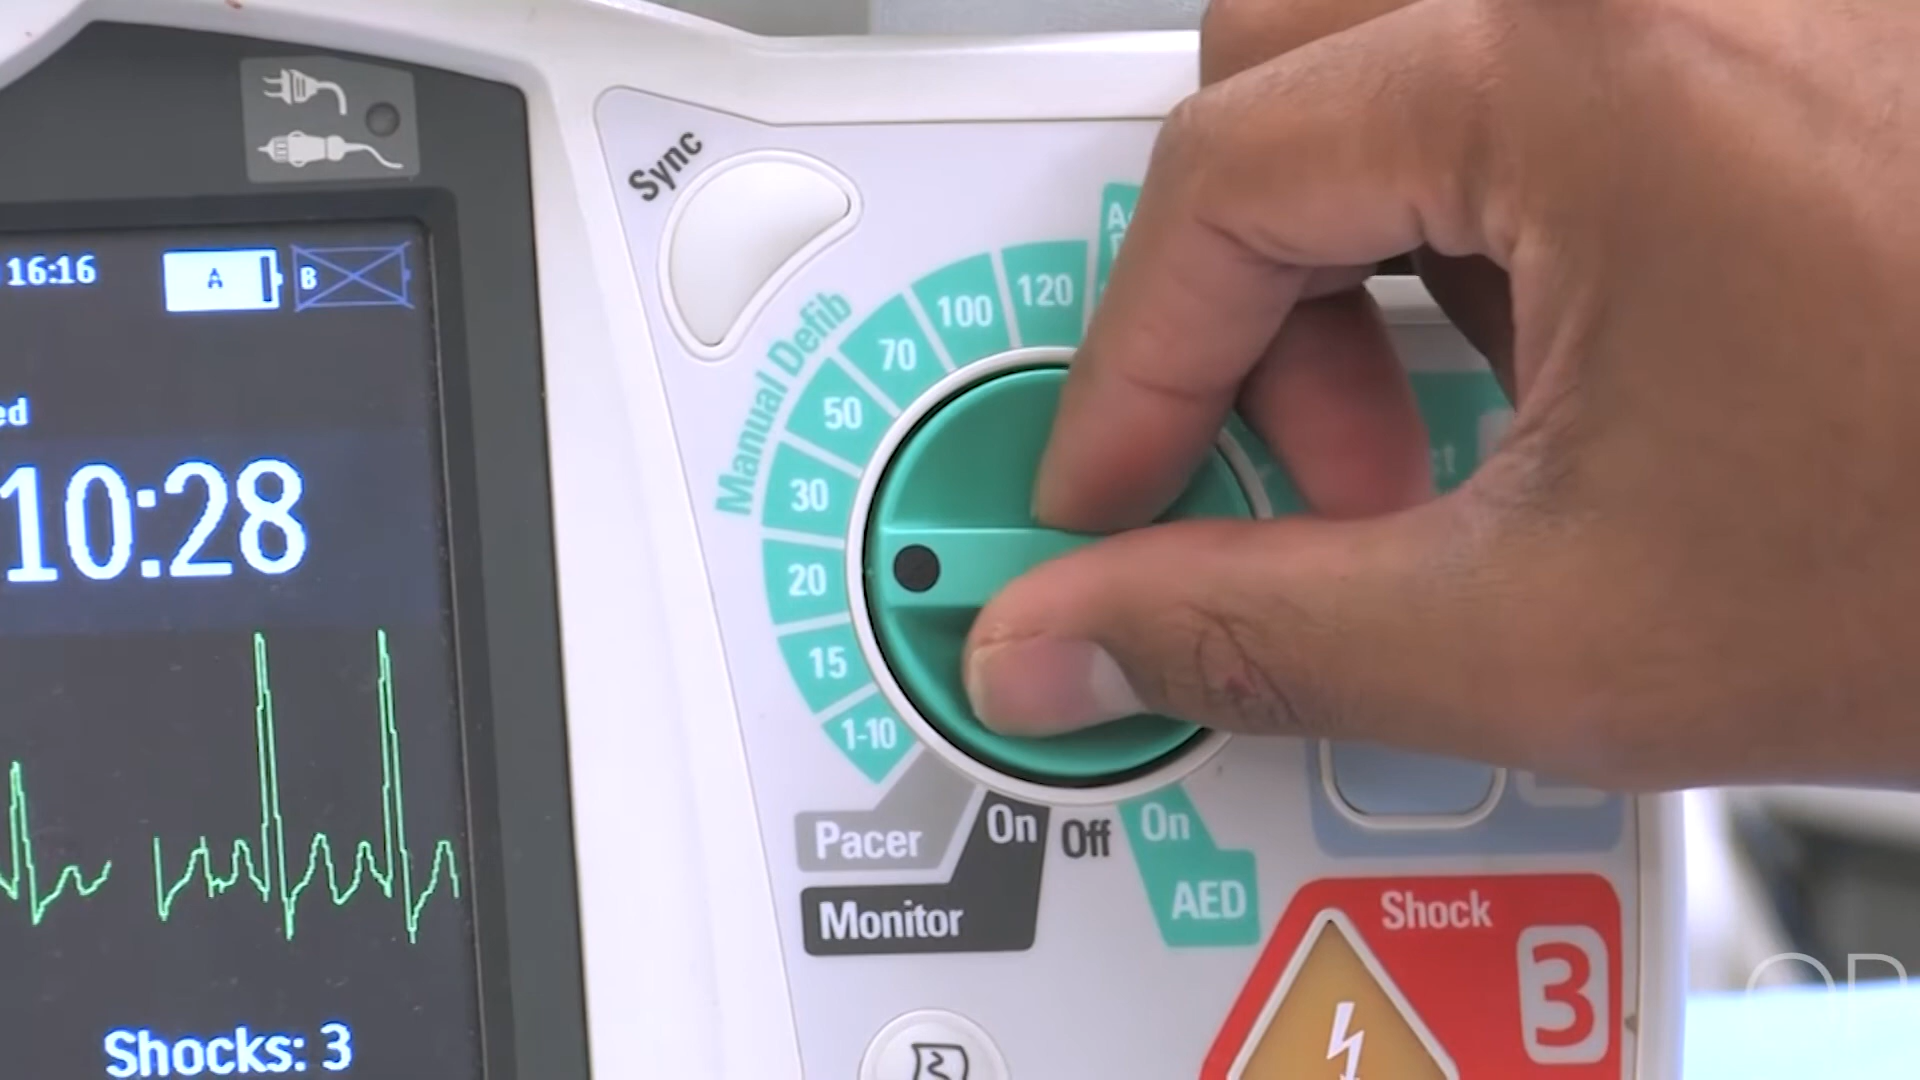 Sync
16:16
A
B
10:28
Shocks: 3
Manual Defib
1-10
15
20
30
50
70
100
120
Pacer
Monitor
On
Off
On
AED
Shock
3